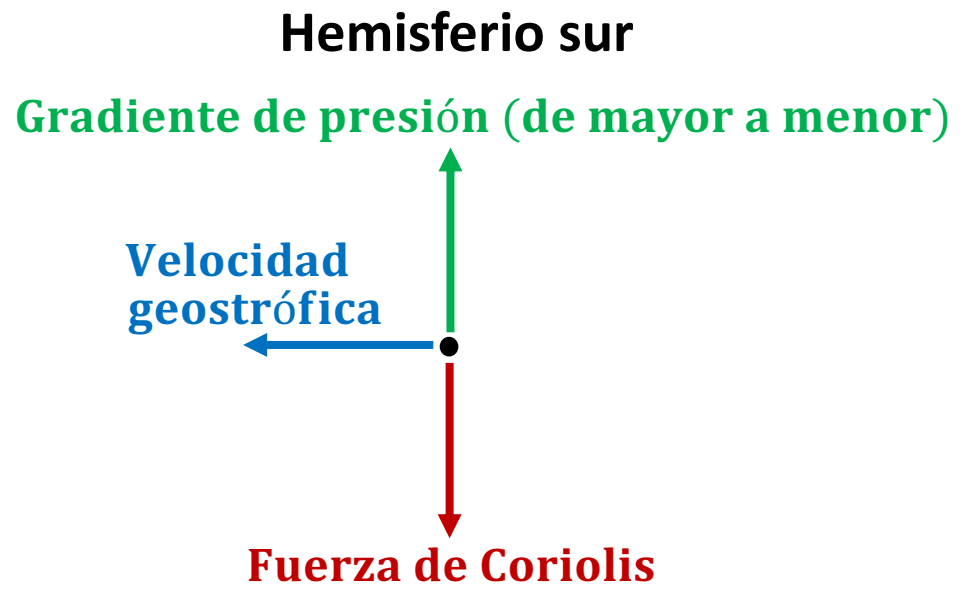 Hemisferio sur
Gradiente de presión (de mayor a menor)
Velocidad
geostrófica
Fuerza de Coriolis